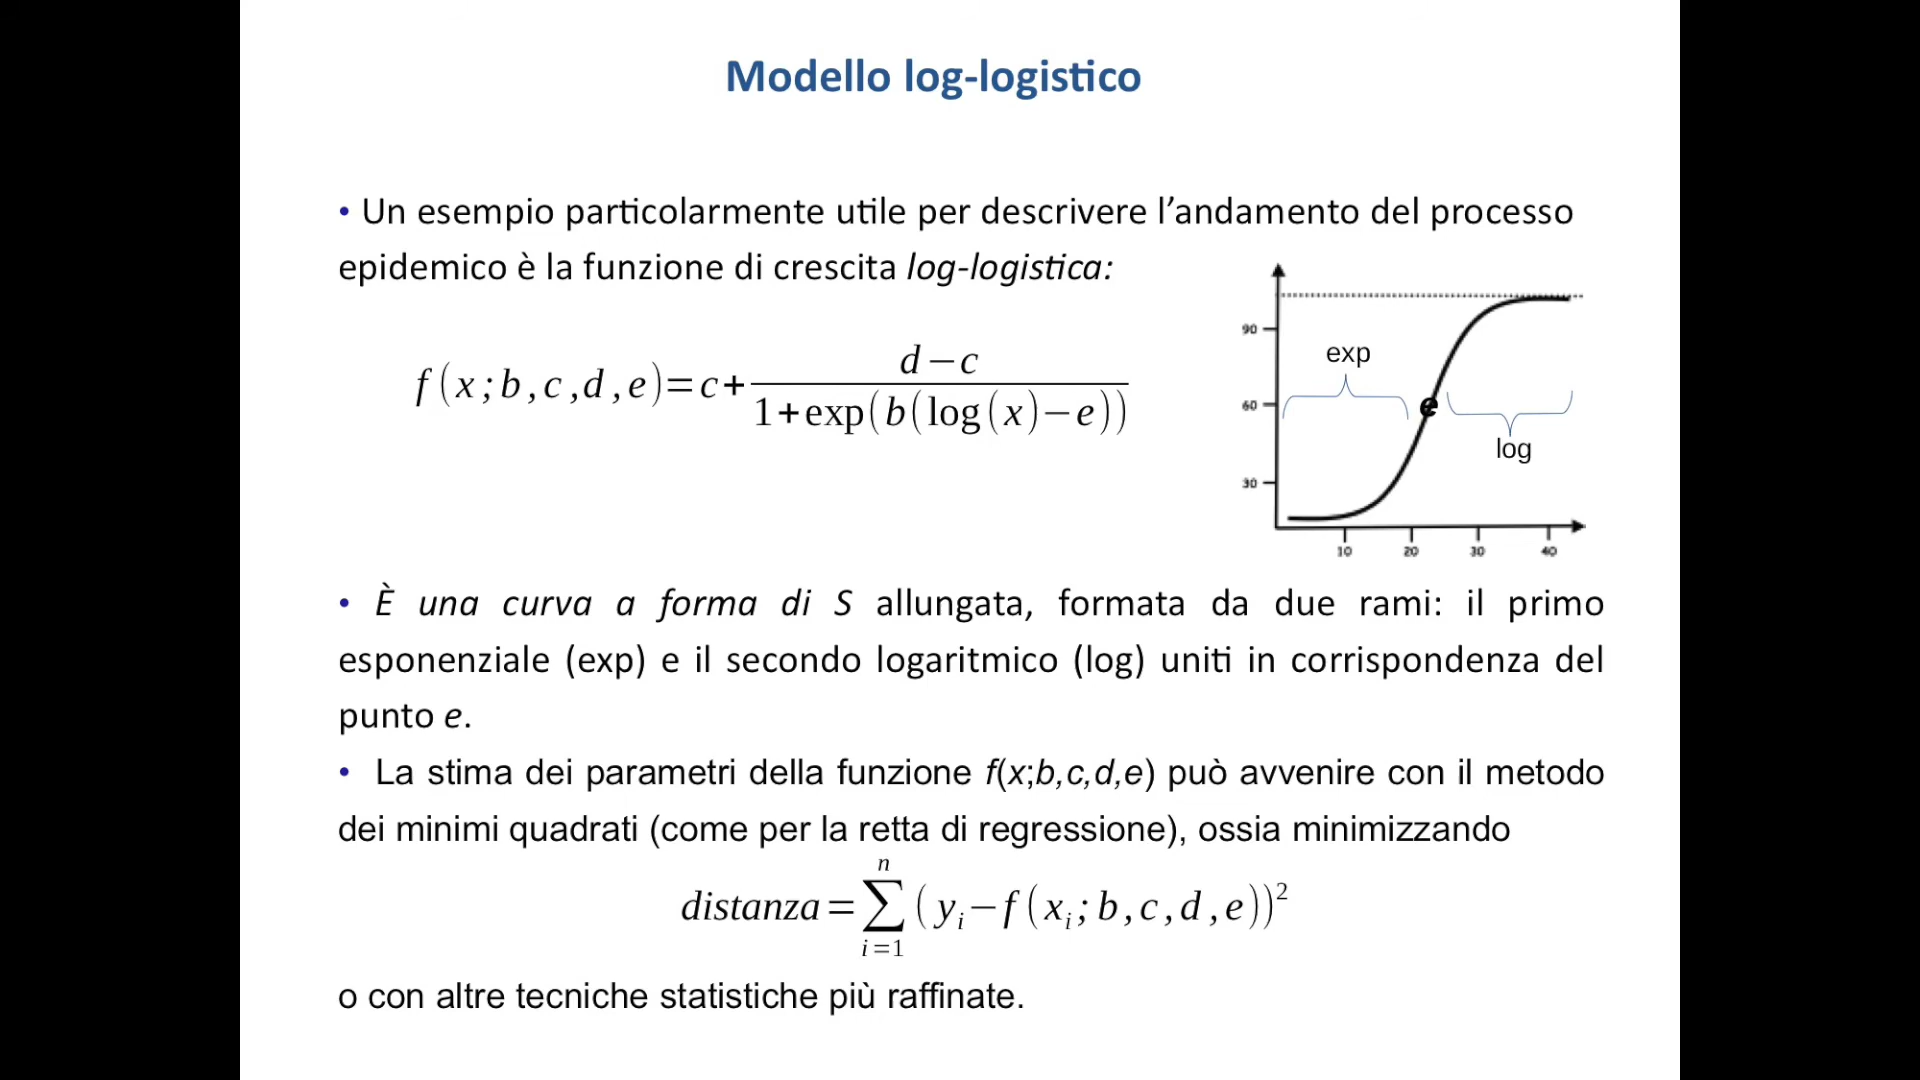 Modello log-logistico
• Un esempio particolarmente utile per descrivere l'andamento del processo
epidemico è la funzione di crescita log-logistica:
f(x;b,c,d,e)=c+\frac{d-c}{1+exp(b(log(x)-e))}
90
60
30
exp
e
log
10 20 30 40
• È una curva a forma di S allungata, formata da due rami: il primo
esponenziale (exp) e il secondo logaritmico (log) uniti in corrispondenza del
punto e.
• La stima dei parametri della funzione f(x;b,c,d,e) può avvenire con il metodo
dei minimi quadrati (come per la retta di regressione), ossia minimizzando
distanza=\sum_{i=1}^{n}(y_i-f(x_i;b,c,d,e))^2
o con altre tecniche statistiche più raffinate.